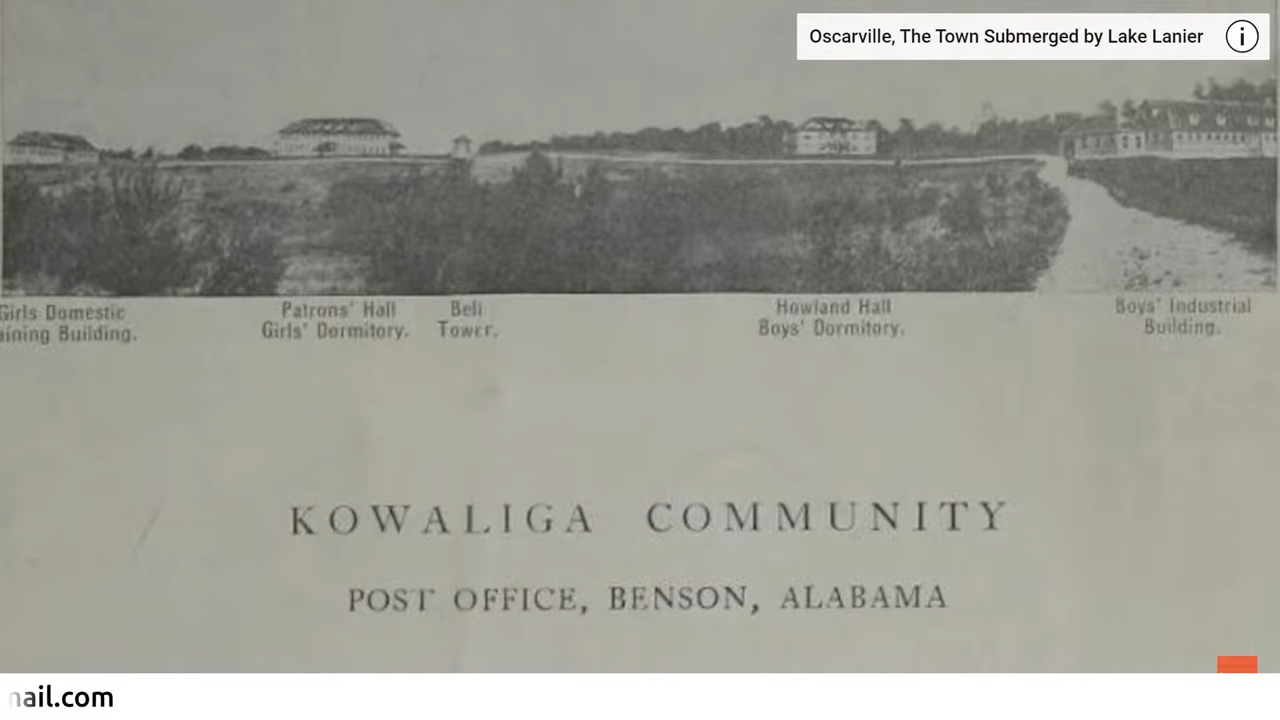 Oscarville, The Town Submerged by Lake Lanier
Girls Domestic
aining Building.
Patrons' Hall
Girls' Dormitory.
Bell
Tower.
Howland Hall
Boys' Dormitory.
Boys' Industrial
Building.
KOWALIGA COMMUNITY
POST OFFICE, BENSON, ALABAMA
nail.com